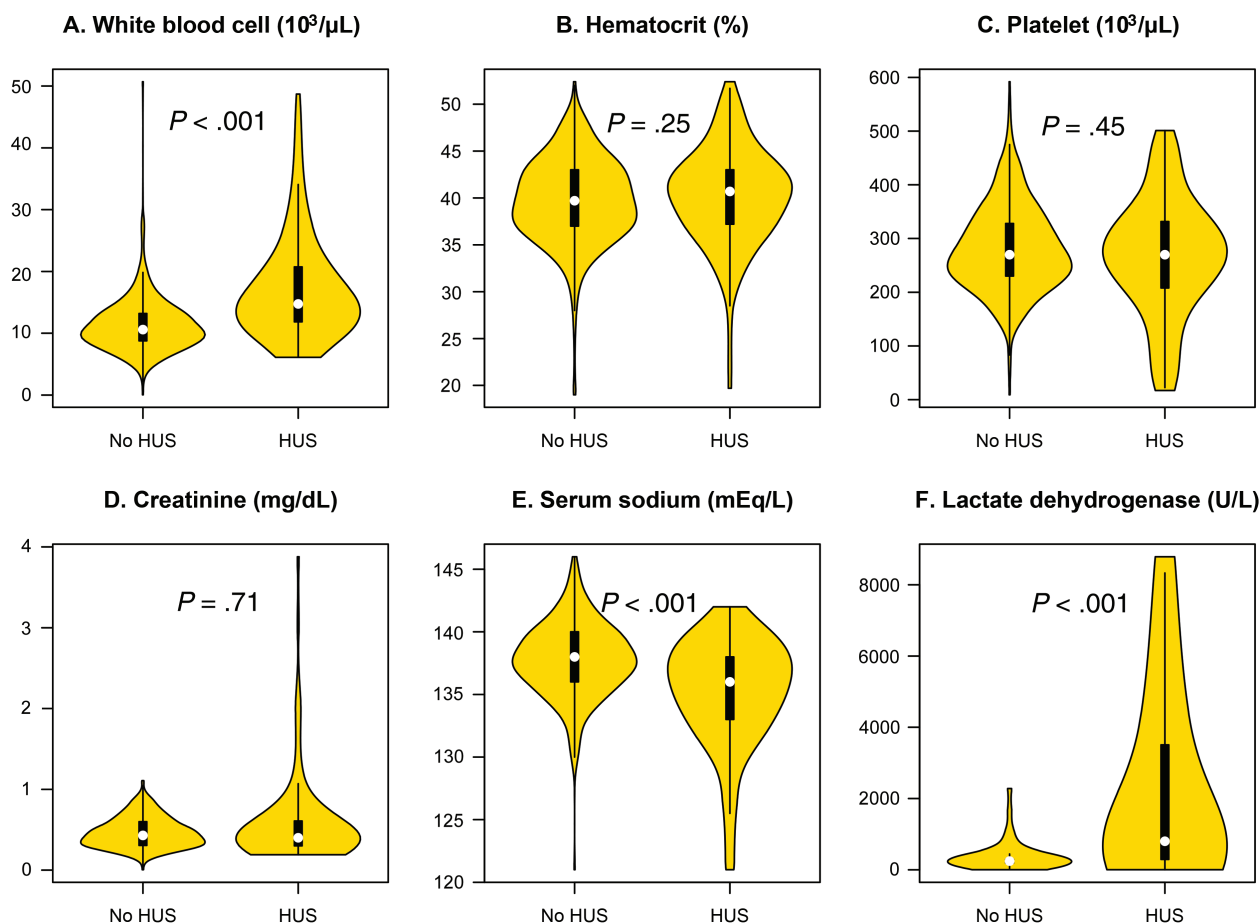 A. White blood cell (10³/µL)
B. Hematocrit (%)
C. Platelet (10³/µL)
50
40
30
20
10
0
P < .001
No HUS
HUS
50
45
40
35
30
25
20
P = .25
No HUS
HUS
600
500
400
300
200
100
0
P = .45
No HUS
HUS
D. Creatinine (mg/dL)
E. Serum sodium (mEq/L)
F. Lactate dehydrogenase (U/L)
4
3
2
1
0
P = .71
No HUS
HUS
145
140
135
130
125
120
P < .001
No HUS
HUS
8000
6000
4000
2000
0
P < .001
No HUS
HUS